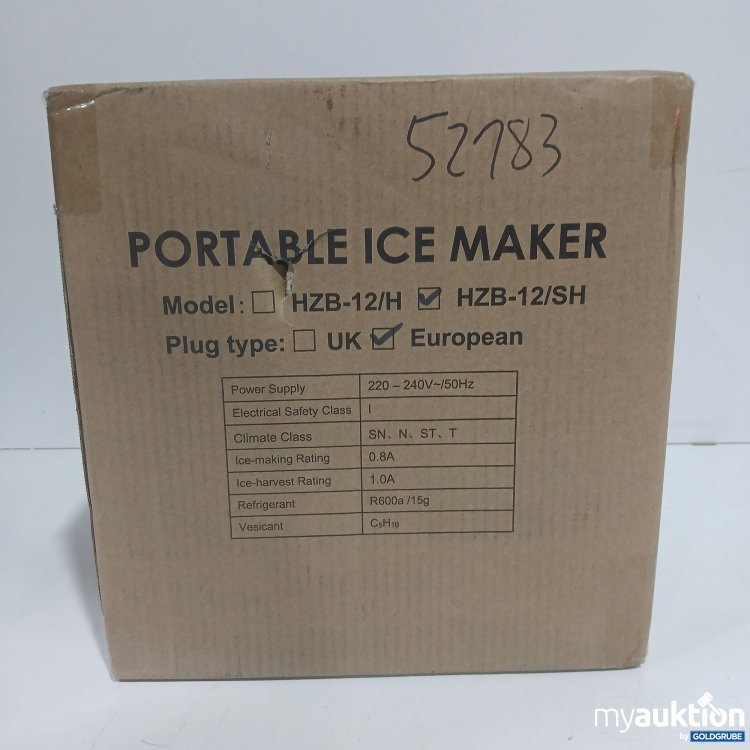 52783
PORTABLE ICE MAKER
Model: ☐ HZB-12/H ☑ HZB-12/SH
Plug type: ☐ UK ☑ European
Power Supply 220 – 240V~/50Hz
Electrical Safety Class I
Climate Class SN、N、ST、T
Ice-making Rating 0.8A
Ice-harvest Rating 1.0A
Refrigerant R600a /15g
Vesicant C₅H₁₀
myauktion
by GOLDGRUBE